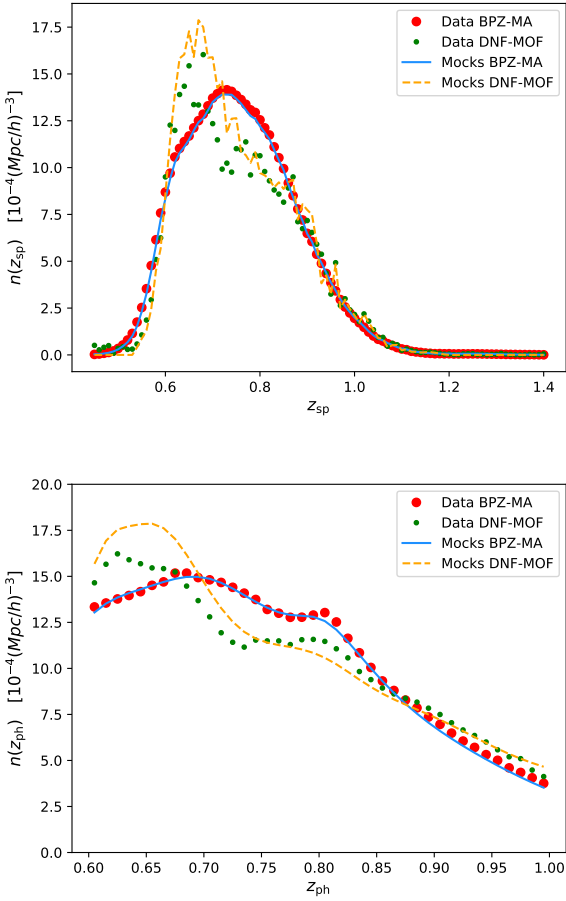 Data BPZ-MA
Data DNF-MOF
Mocks BPZ-MA
Mocks DNF-MOF
17.5
15.0
12.5
10.0
7.5
5.0
2.5
0.0
n(z_sp) [10^−4(Mpc/h)^−3]
0.6 0.8 1.0 1.2 1.4
z_sp
Data BPZ-MA
Data DNF-MOF
Mocks BPZ-MA
Mocks DNF-MOF
20.0
17.5
15.0
12.5
10.0
7.5
5.0
2.5
0.0
n(z_ph) [10^−4(Mpc/h)^−3]
0.60 0.65 0.70 0.75 0.80 0.85 0.90 0.95 1.00
z_ph